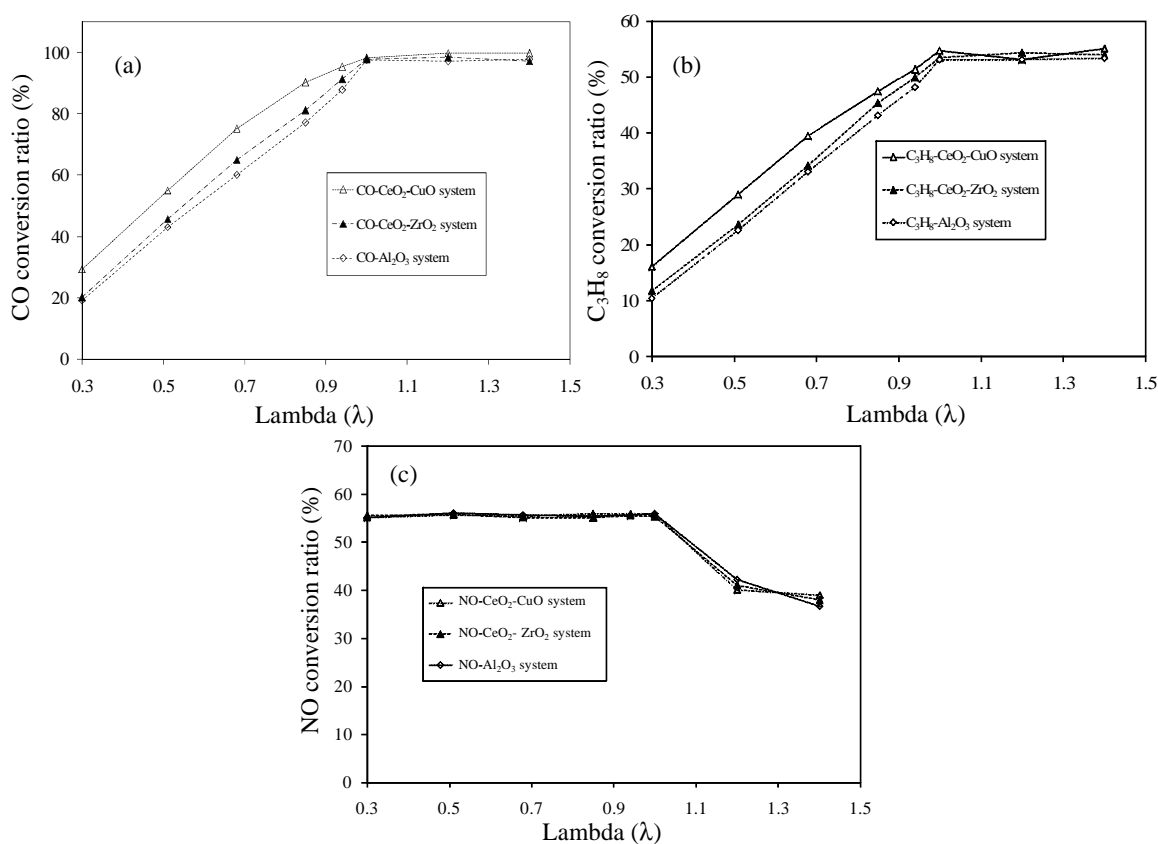 (a)
CO conversion ratio (%)
100
80
60
40
20
0
CO-CeO₂-CuO system
CO-CeO₂-ZrO₂ system
CO-Al₂O₃ system
0.3 0.5 0.7 0.9 1.1 1.3 1.5
Lambda (λ)
(b)
C₃H₈ conversion ratio (%)
60
50
40
30
20
10
0
C₃H₈-CeO₂-CuO system
C₃H₈-CeO₂-ZrO₂ system
C₃H₈-Al₂O₃ system
0.3 0.5 0.7 0.9 1.1 1.3 1.5
Lambda (λ)
(c)
NO conversion ratio (%)
70
60
50
40
30
20
10
0
NO-CeO₂-CuO system
NO-CeO₂- ZrO₂ system
NO-Al₂O₃ system
0.3 0.5 0.7 0.9 1.1 1.3 1.5
Lambda (λ)